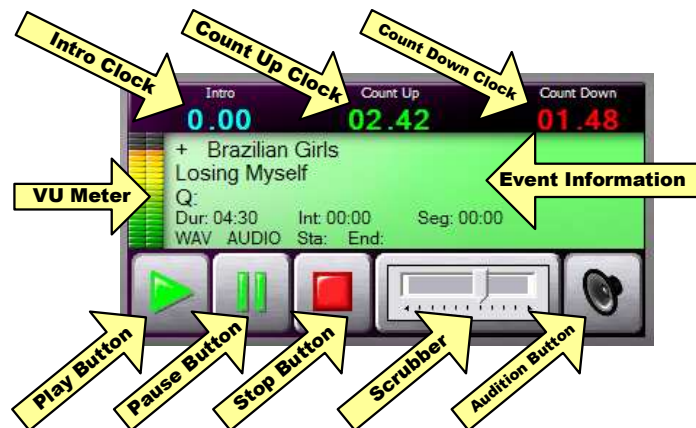 Intro Clock
Count Up Clock
Count Down Clock
Intro
Count Up
Count Down
0.00
02.42
01.48
+ Brazilian Girls
Losing Myself
Q:
Dur: 04:30 Int: 00:00 Seg: 00:00
WAV AUDIO Sta: End:
VU Meter
Event Information
Play Button
Pause Button
Stop Button
Scrubber
Audition Button